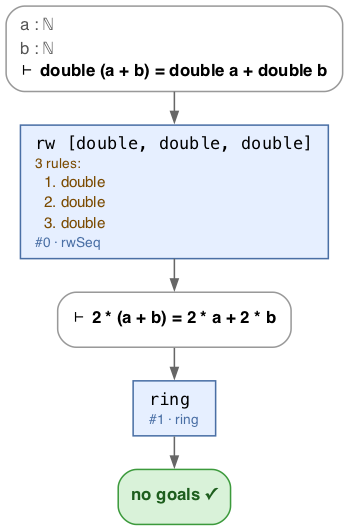 a : ℕ
b : ℕ
⊢ double (a + b) = double a + double b
rw [double, double, double]
3 rules:
1. double
2. double
3. double
#0 · rwSeq
⊢ 2 * (a + b) = 2 * a + 2 * b
ring
#1 · ring
no goals ✓